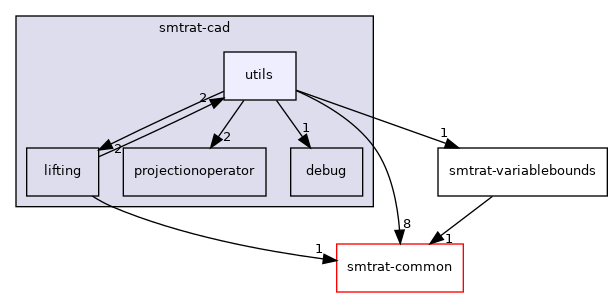 smtrat-cad
utils
2
2
2
1
1
lifting
projectionoperator
debug
smtrat-variablebounds
8
1
1
smtrat-common